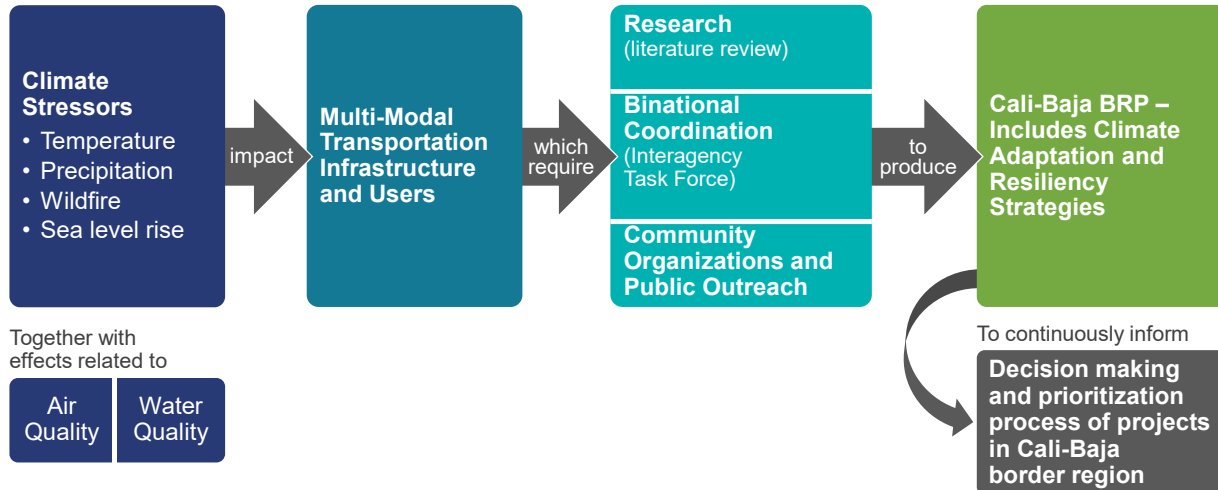 Climate
Stressors
• Temperature
• Precipitation
• Wildfire
• Sea level rise
Together with
effects related to
Air
Quality
Water
Quality
impact
Multi-Modal
Transportation
Infrastructure
and Users
which
require
Research
(literature review)
Binational
Coordination
(Interagency
Task Force)
Community
Organizations and
Public Outreach
to
produce
Cali-Baja BRP –
Includes Climate
Adaptation and
Resiliency
Strategies
To continuously inform
Decision making
and prioritization
process of projects
in Cali-Baja
border region